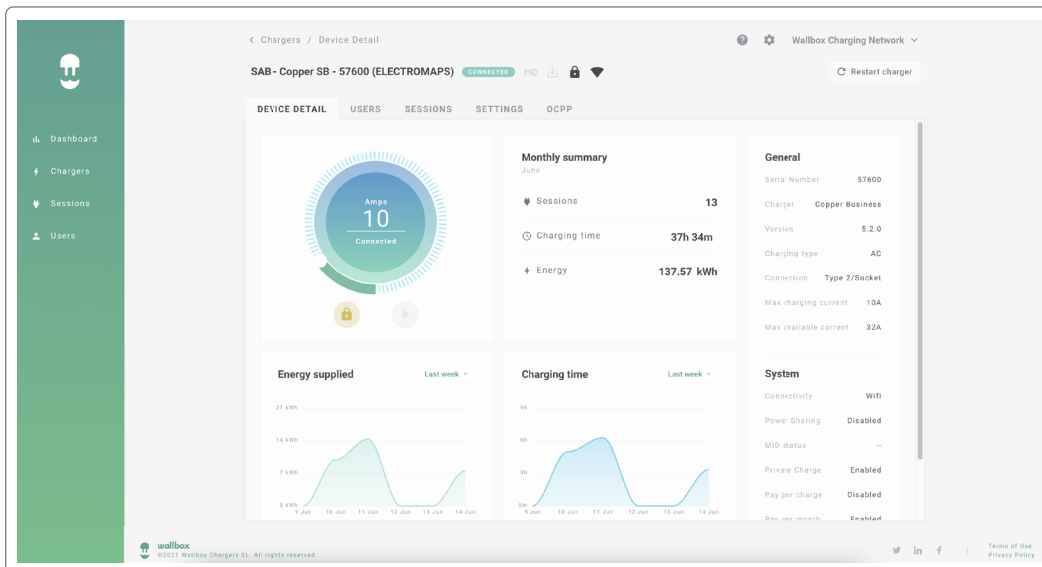 Chargers / Device Detail
Wallbox Charging Network
SAB - Copper SB - 57600 (ELECTROMAPS) CONNECTED MID
Restart charger
DEVICE DETAIL USERS SESSIONS SETTINGS OCPP
Dashboard
Chargers
Sessions
Users
Amps
10
Connected
Monthly summary
June
Sessions 13
Charging time 37h 34m
Energy 137.57 kWh
General
Serial Number 57600
Charger Copper Business
Version 5.2.0
Charging type AC
Connection Type 2/Socket
Max charging current 10A
Max available current 32A
System
Connectivity Wifi
Power Sharing Disabled
MID status --
Private Charge Enabled
Pay per charge Disabled
Pay per month Enabled
Energy supplied Last week
21 kWh
14 kWh
7 kWh
0 kWh
9 Jun 10 Jun 11 Jun 12 Jun 13 Jun 14 Jun
Charging time Last week
9h
6h
3h
0m
9 Jun 10 Jun 11 Jun 12 Jun 13 Jun 14 Jun
wallbox
©2021 Wallbox Chargers SL. All rights reserved.
Terms of Use
Privacy Policy